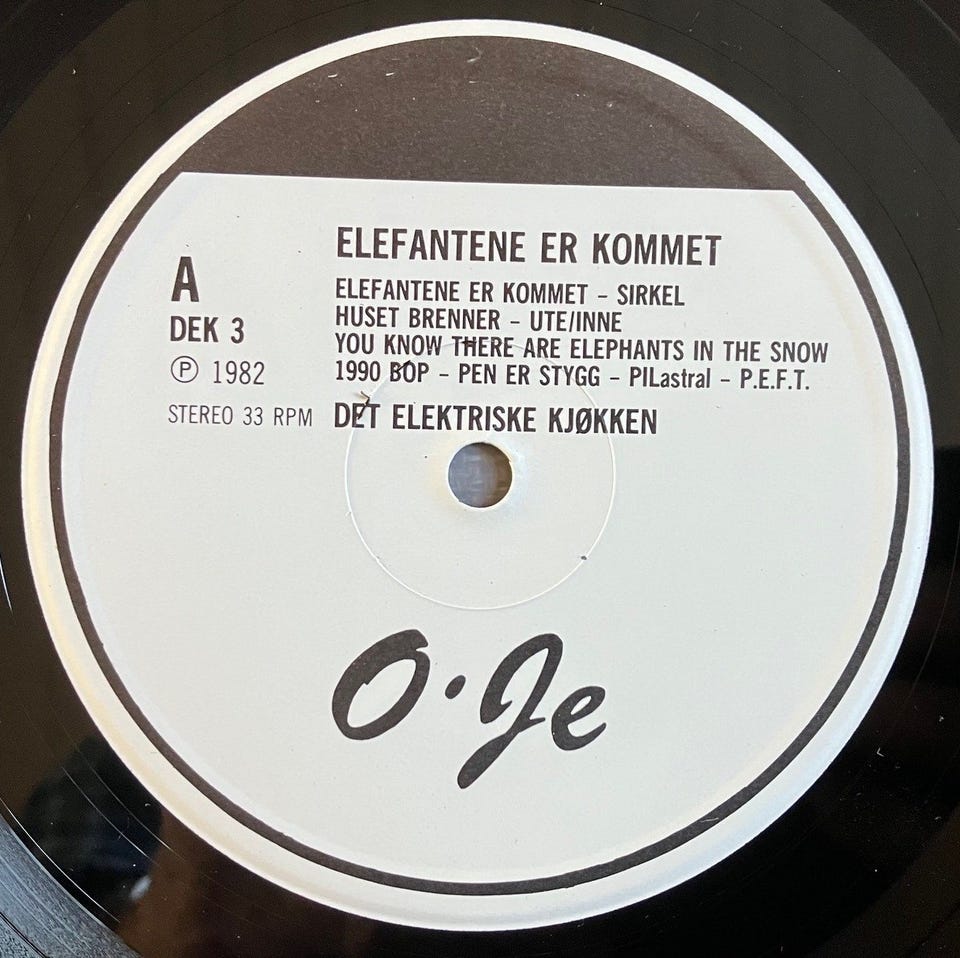 ELEFANTENE ER KOMMET
A
DEK 3
℗ 1982
STEREO 33 RPM
ELEFANTENE ER KOMMET – SIRKEL
HUSET BRENNER – UTE/INNE
YOU KNOW THERE ARE ELEPHANTS IN THE SNOW
1990 BOP – PEN ER STYGG – PILastral – P.E.F.T.
DET ELEKTRISKE KJØKKEN
O·Je